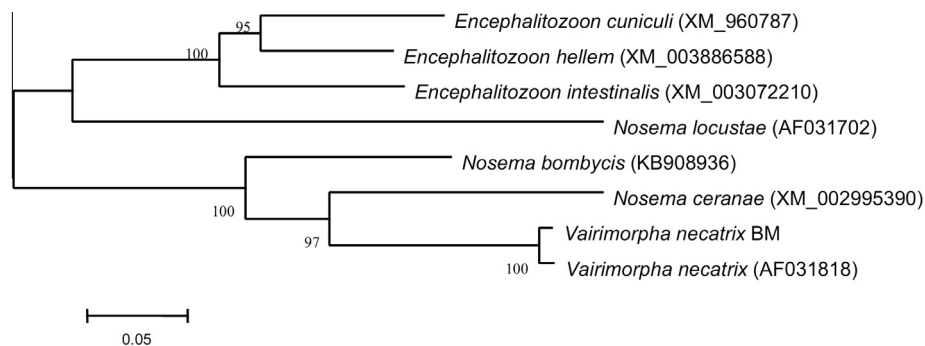 95
Encephalitozoon cuniculi (XM_960787)
100
Encephalitozoon hellem (XM_003886588)
Encephalitozoon intestinalis (XM_003072210)
Nosema locustae (AF031702)
Nosema bombycis (KB908936)
100
Nosema ceranae (XM_002995390)
97
Vairimorpha necatrix BM
100
Vairimorpha necatrix (AF031818)
0.05